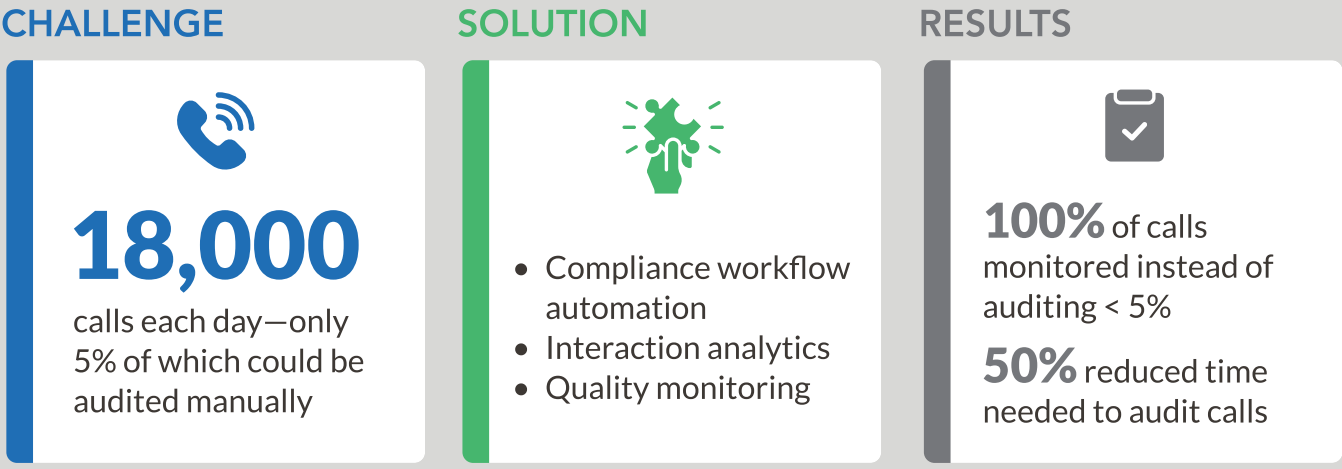 CHALLENGE
18,000
calls each day—only
5% of which could be
audited manually
SOLUTION
• Compliance workflow
automation
• Interaction analytics
• Quality monitoring
RESULTS
100% of calls
monitored instead of
auditing < 5%
50% reduced time
needed to audit calls